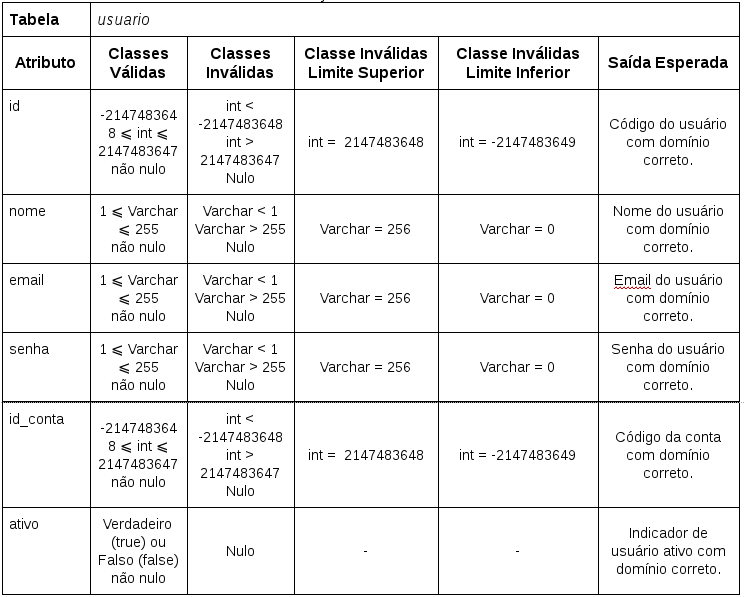 Tabela
usuario
Atributo
Classes
Válidas
Classes
Inválidas
Classe Inválidas
Limite Superior
Classe Inválidas
Limite Inferior
Saída Esperada
id
-214748364
8 ⩽ int ⩽
2147483647
não nulo
int <
-2147483648
int >
2147483647
Nulo
int = 2147483648
int = -2147483649
Código do usuário
com domínio
correto.
nome
1 ⩽ Varchar
⩽ 255
não nulo
Varchar < 1
Varchar > 255
Nulo
Varchar = 256
Varchar = 0
Nome do usuário
com domínio
correto.
email
1 ⩽ Varchar
⩽ 255
não nulo
Varchar < 1
Varchar > 255
Nulo
Varchar = 256
Varchar = 0
Email do usuário
com domínio
correto.
senha
1 ⩽ Varchar
⩽ 255
não nulo
Varchar < 1
Varchar > 255
Nulo
Varchar = 256
Varchar = 0
Senha do usuário
com domínio
correto.
id_conta
-214748364
8 ⩽ int ⩽
2147483647
não nulo
int <
-2147483648
int >
2147483647
Nulo
int = 2147483648
int = -2147483649
Código da conta
com domínio
correto.
ativo
Verdadeiro
(true) ou
Falso (false)
não nulo
Nulo
-
-
Indicador de
usuário ativo com
domínio correto.